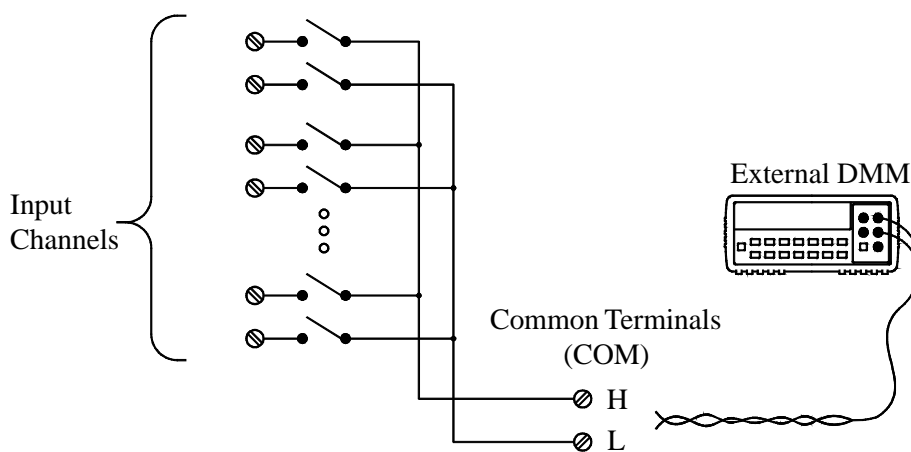 Input
Channels
External DMM
Common Terminals
(COM)
H
L